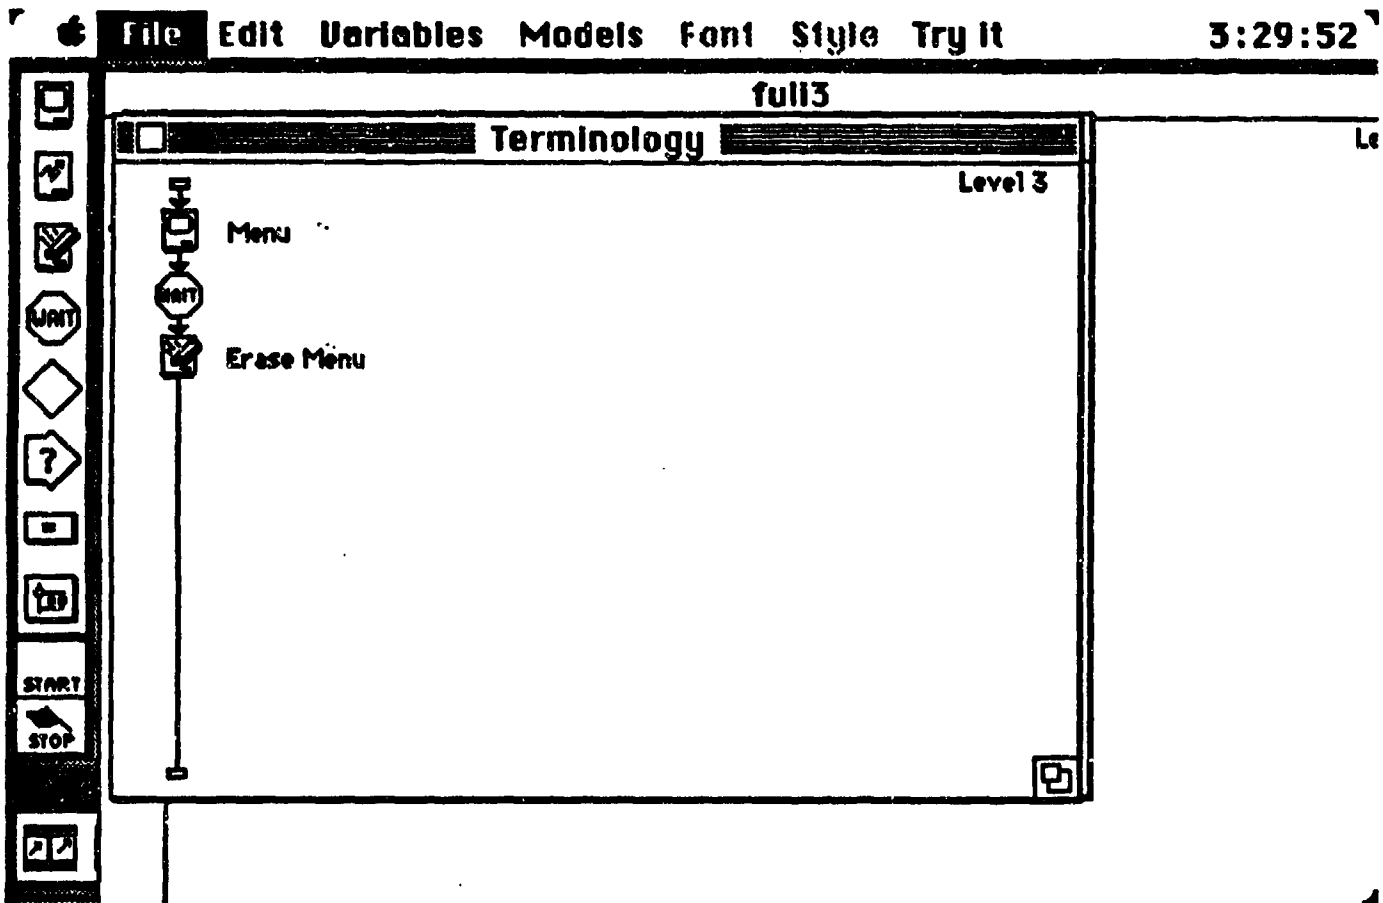 File Edit Variables Models Font Style Try It 3:29:52
full3
Terminology
Level 3
Menu
WAIT
Erase Menu
WAIT
?
=
START
STOP